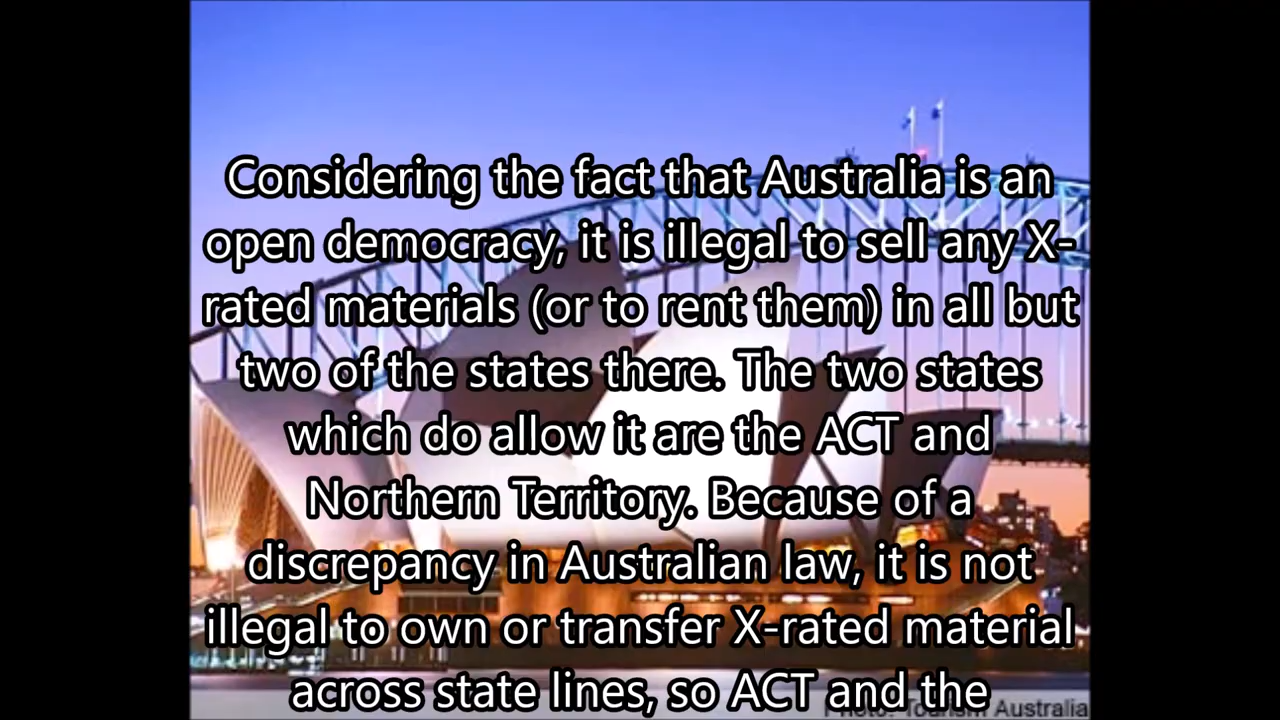 Considering the fact that Australia is an
open democracy, it is illegal to sell any X-
rated materials (or to rent them) in all but
two of the states there. The two states
which do allow it are the ACT and
Northern Territory. Because of a
discrepancy in Australian law, it is not
illegal to own or transfer X-rated material
across state lines, so ACT and the
Photo: Tourism Australia